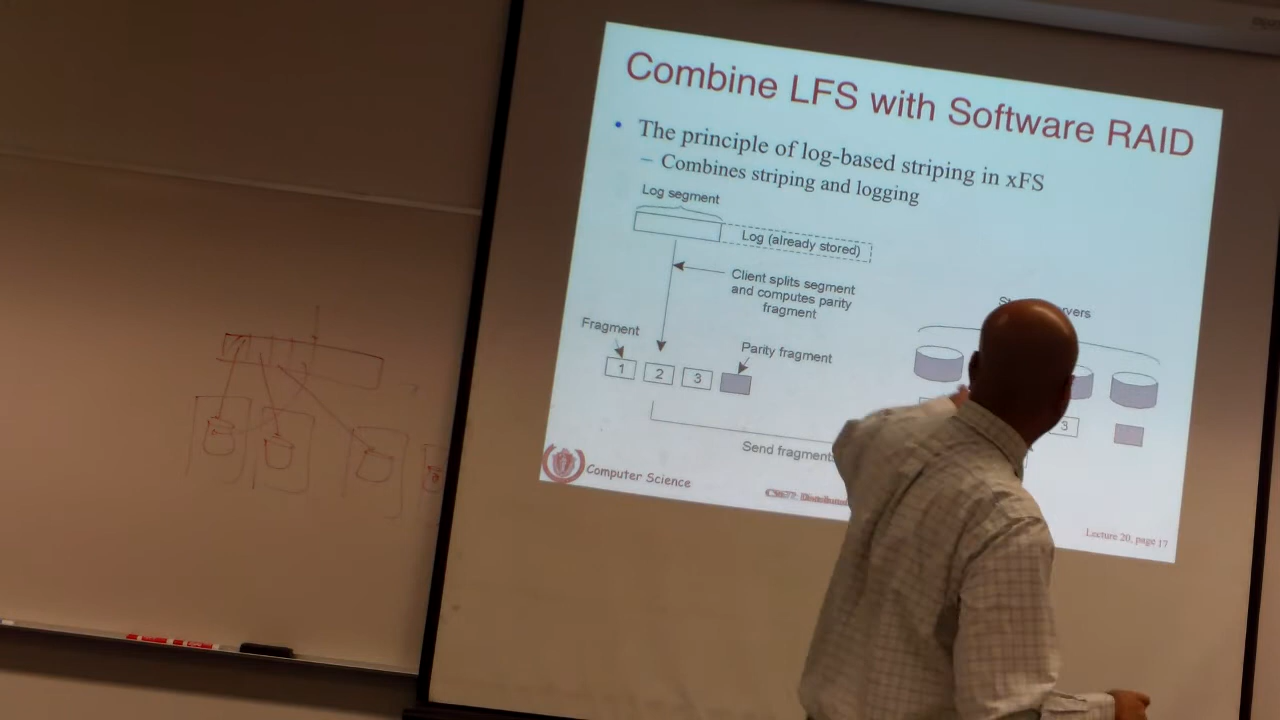 Combine LFS with Software RAID
• The principle of log-based striping in xFS
– Combines striping and logging
Log segment
Log (already stored)
Client splits segment
and computes parity
fragment
Fragment
Parity fragment
1 2 3
3
Send fragments
Computer Science
Lecture 20, page 17